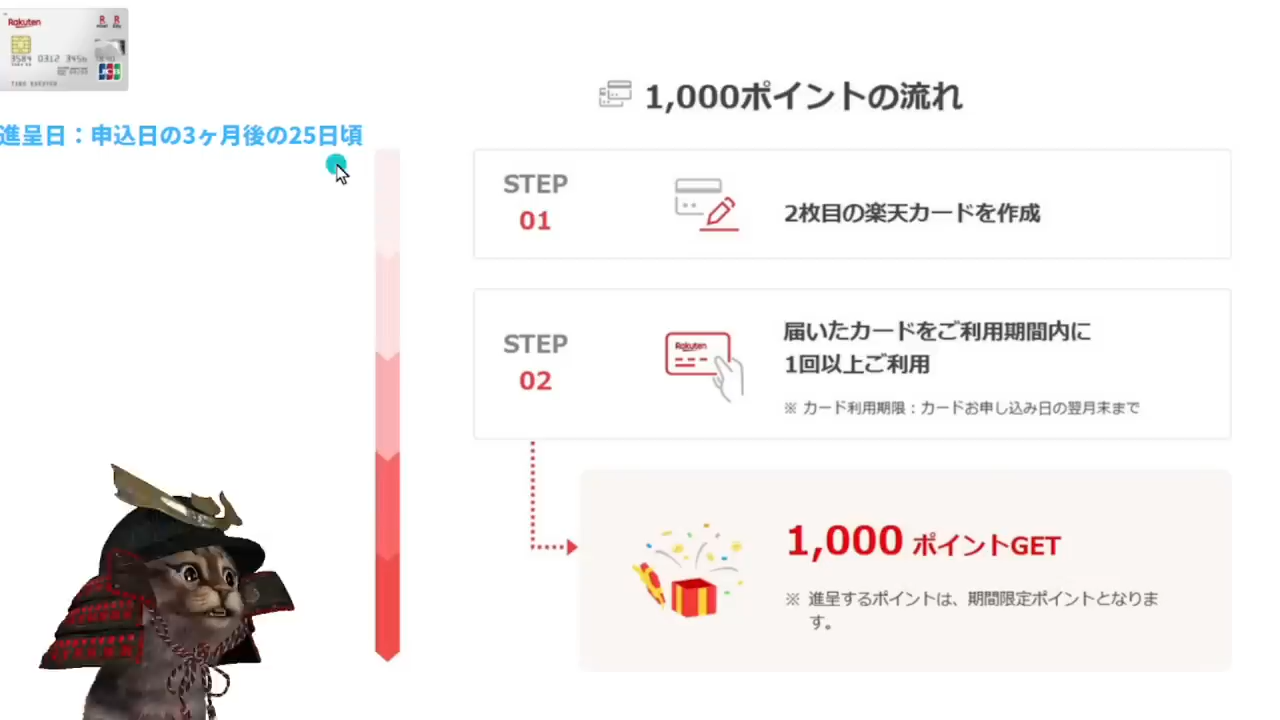 Rakuten
3584 0312 3456
JCB
進呈日：申込日の3ヶ月後の25日頃
1,000ポイントの流れ
STEP
01
2枚目の楽天カードを作成
STEP
02
Rakuten
届いたカードをご利用期間内に
1回以上ご利用
※ カード利用期限：カードお申し込み日の翌月末まで
1,000 ポイントGET
※ 進呈するポイントは、期間限定ポイントとなりま
す。